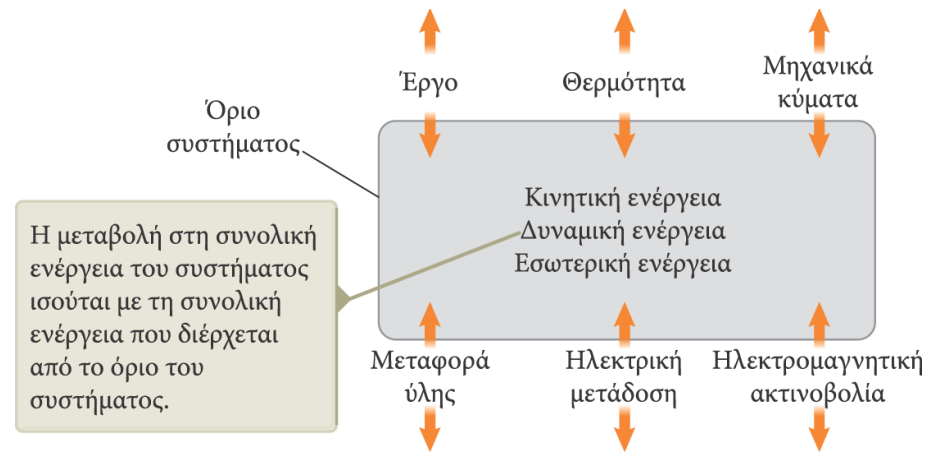 Έργο
Θερμότητα
Μηχανικά
κύματα
Όριο
συστήματος
Κινητική ενέργεια
Δυναμική ενέργεια
Εσωτερική ενέργεια
Η μεταβολή στη συνολική
ενέργεια του συστήματος
ισούται με τη συνολική
ενέργεια που διέρχεται
από το όριο του
συστήματος.
Μεταφορά
ύλης
Ηλεκτρική
μετάδοση
Ηλεκτρομαγνητική
ακτινοβολία